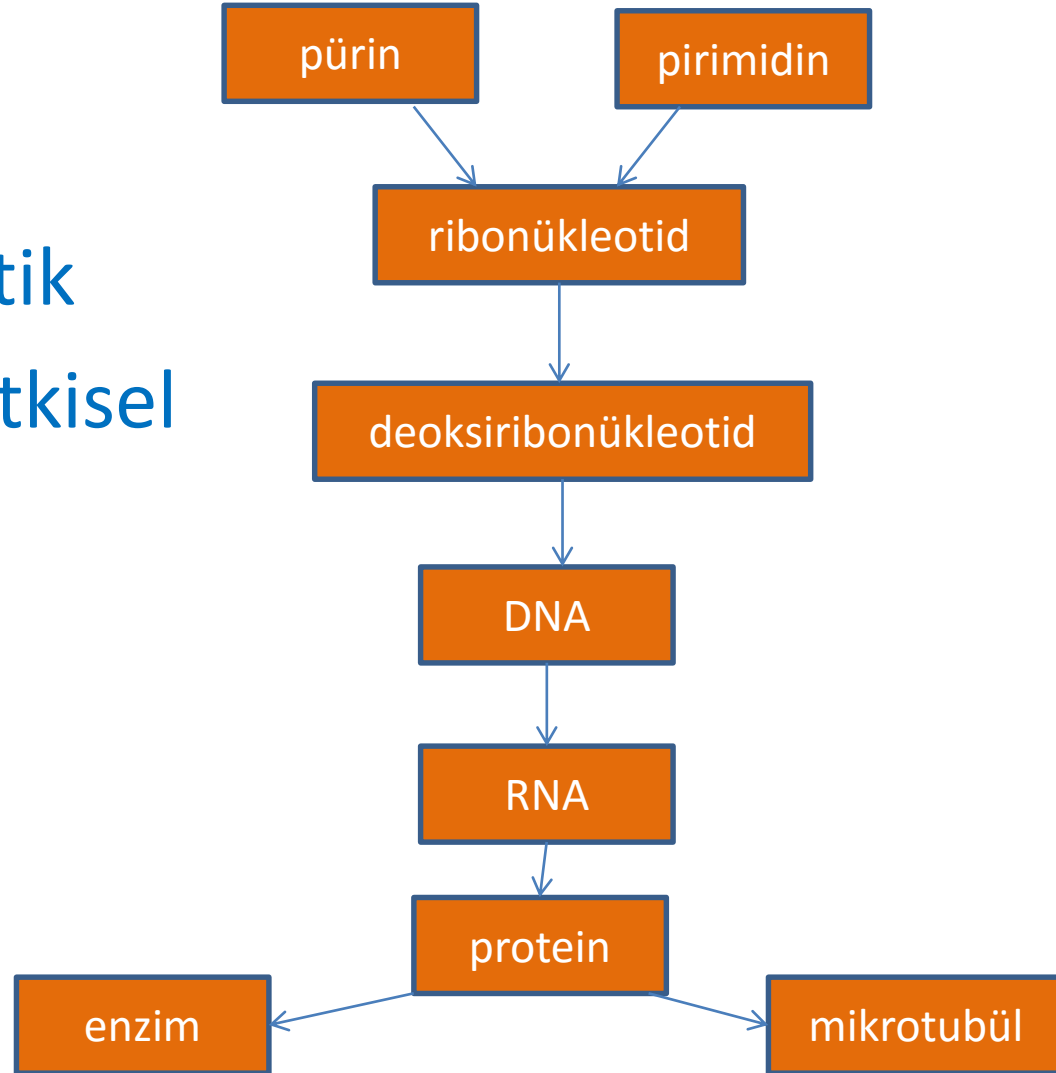 pürin
pirimidin
ribonükleotid
tik
tkisel
deoksiribonükleotid
DNA
RNA
protein
enzim
mikrotubül